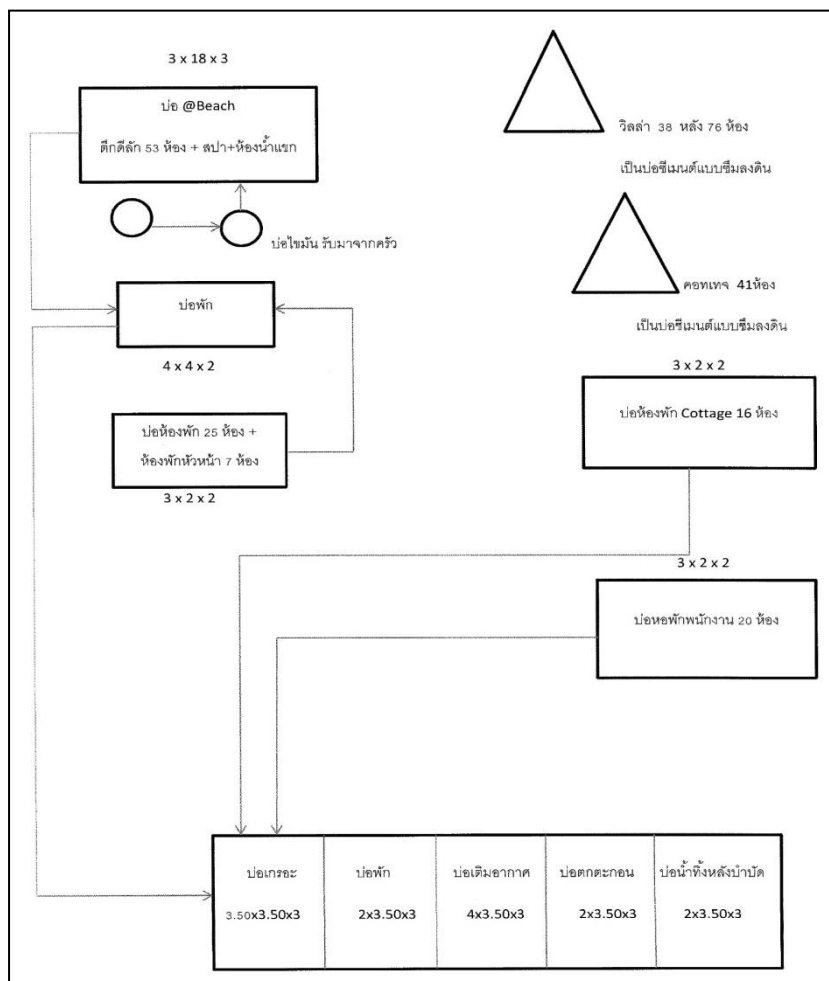 3 x 18 x 3
บ่อ @Beach
ตึกดีลัก 53 ห้อง + สปา+ห้องน้ำแขก
บ่อไขมัน รับมาจากครัว
บ่อพัก
4 x 4 x 2
บ่อห้องพัก 25 ห้อง +
ห้องพักหัวหน้า 7 ห้อง
3 x 2 x 2
วิลล่า 38 หลัง 76 ห้อง
เป็นบ่อซีเมนต์แบบซึมลงดิน
คอทเทจ 41ห้อง
เป็นบ่อซีเมนต์แบบซึมลงดิน
3 x 2 x 2
บ่อห้องพัก Cottage 16 ห้อง
3 x 2 x 2
บ่อหอพักพนักงาน 20 ห้อง
บ่อเกรอะ
3.50x3.50x3
บ่อพัก
2x3.50x3
บ่อเติมอากาศ
4x3.50x3
บ่อตกตะกอน
2x3.50x3
บ่อน้ำทิ้งหลังบำบัด
2x3.50x3